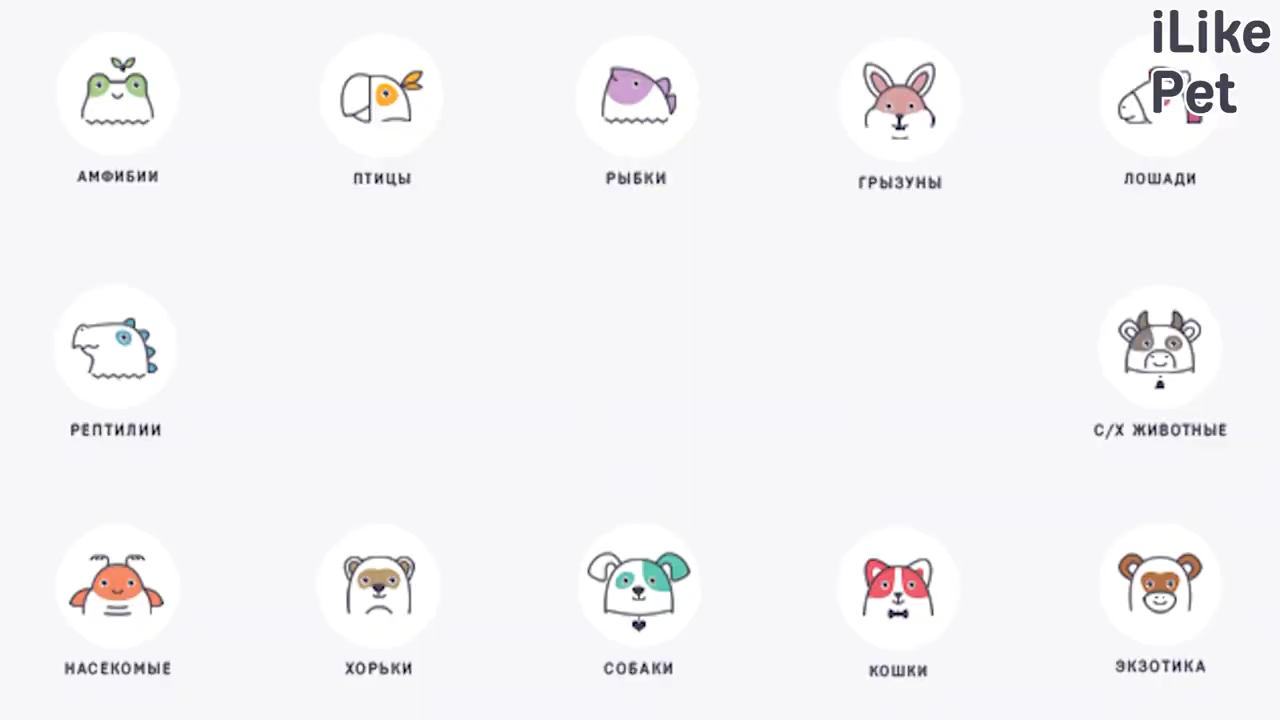 iLike
Pet
АМФИБИИ
ПТИЦЫ
РЫБКИ
ГРЫЗУНЫ
ЛОШАДИ
РЕПТИЛИИ
С/Х ЖИВОТНЫЕ
НАСЕКОМЫЕ
ХОРЬКИ
СОБАКИ
КОШКИ
ЭКЗОТИКА